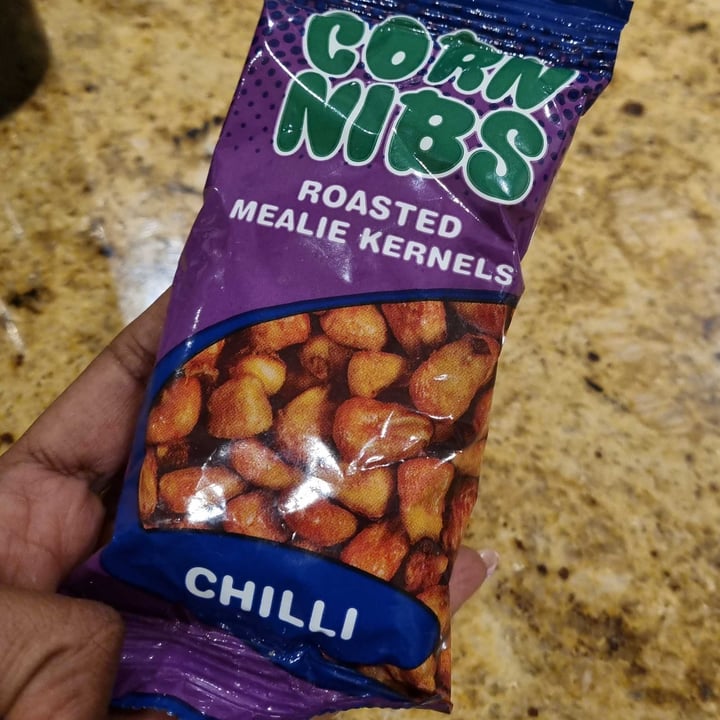 CORN
NIBS
ROASTED
MEALIE KERNELS
CHILLI